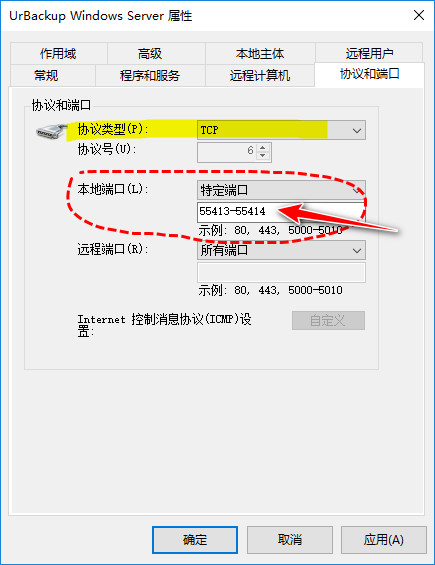 UrBackup Windows Server 属性
作用域 高级 本地主体 远程用户
常规 程序和服务 远程计算机 协议和端口
协议和端口
协议类型(P): TCP
协议号(U): 6
本地端口(L): 特定端口
55413-55414
示例: 80, 443, 5000-5010
远程端口(R): 所有端口
示例: 80, 443, 5000-5010
Internet 控制消息协议(ICMP)设
置: 自定义
确定 取消 应用(A)